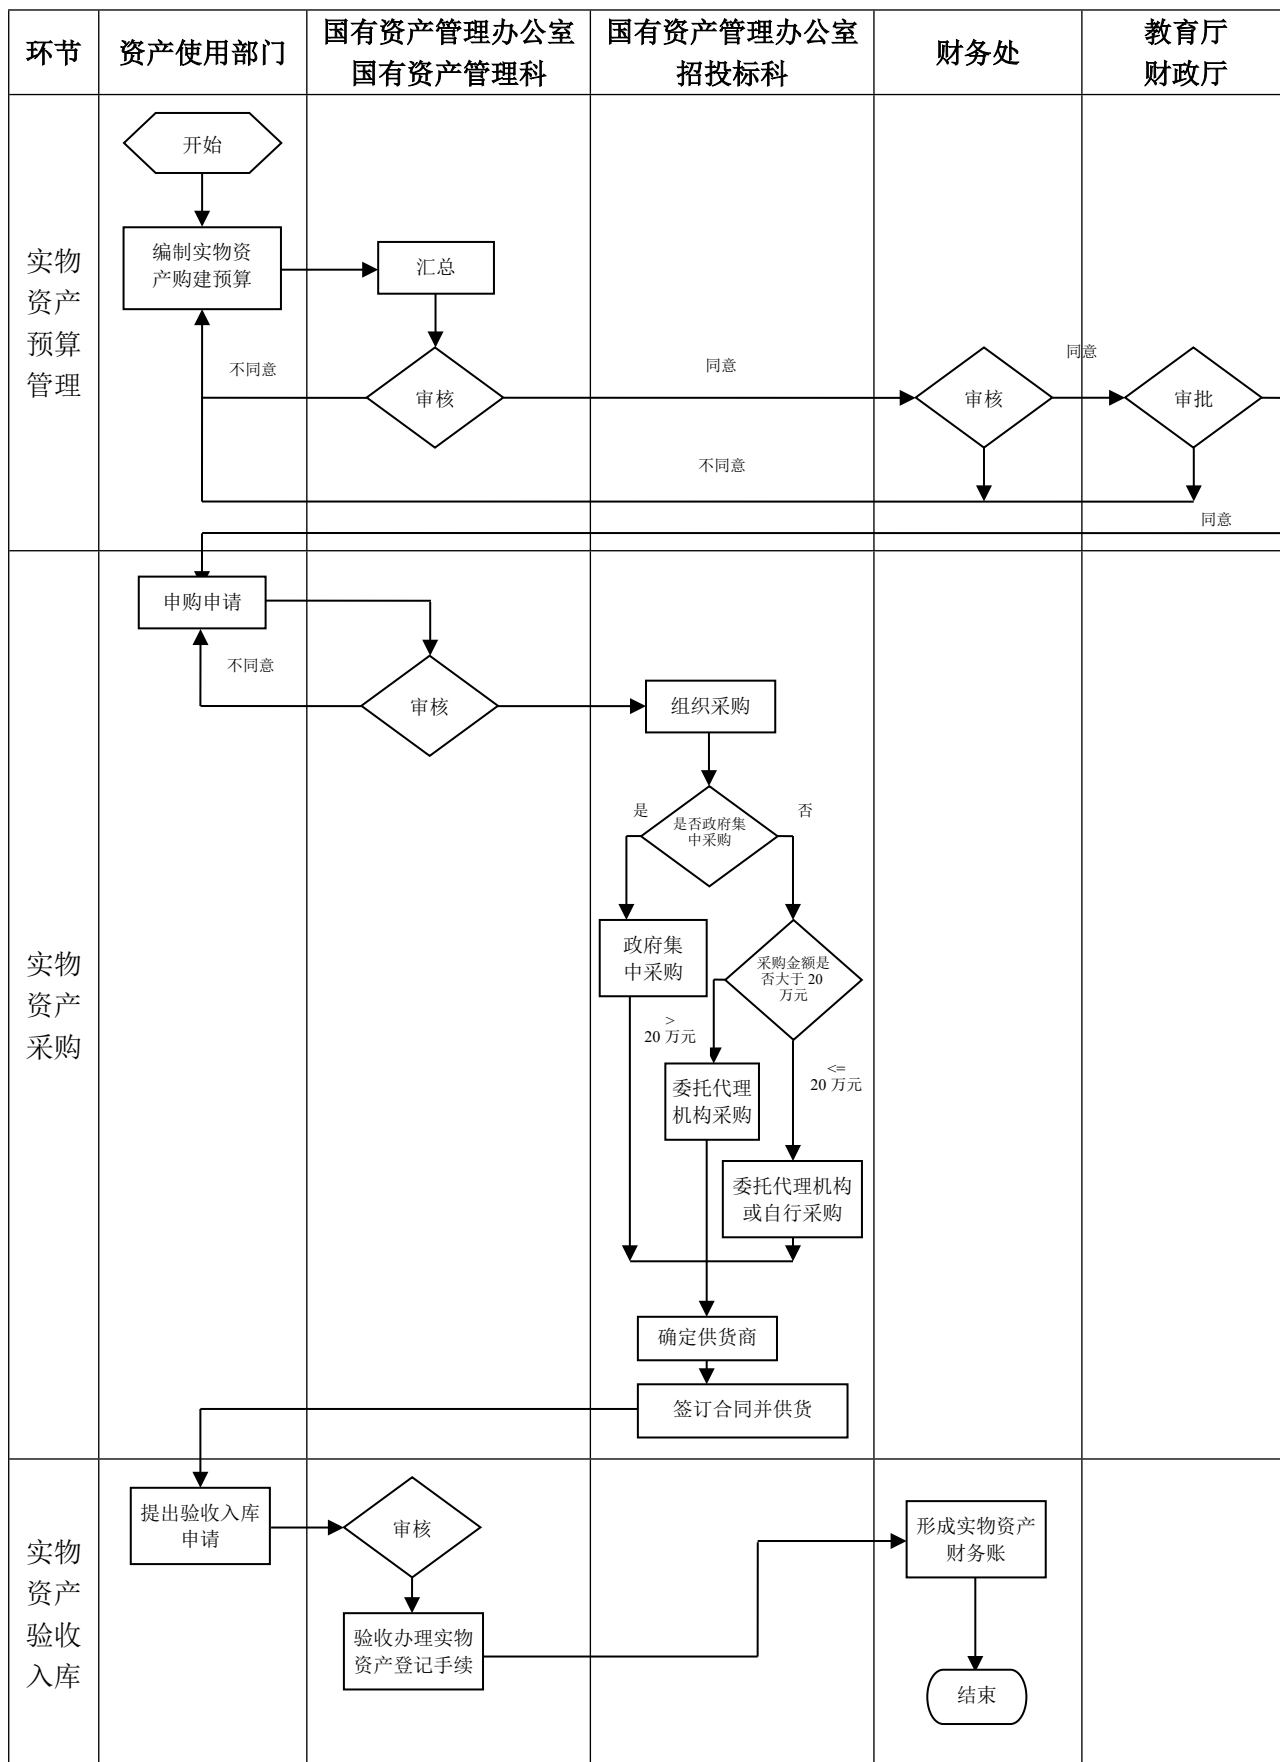 环节
资产使用部门
国有资产管理办公室
国有资产管理科
国有资产管理办公室
招投标科
财务处
教育厅
财政厅
实物
资产
预算
管理
开始
编制实物资
产购建预算
汇总
不同意
审核
同意
审核
同意
审批
不同意
同意
实物
资产
采购
申购申请
不同意
审核
组织采购
是
是否政府集
中采购
否
政府集
中采购
采购金额是
否大于 20
万元
>
20 万元
委托代理
机构采购
<=
20 万元
委托代理机构
或自行采购
确定供货商
签订合同并供货
实物
资产
验收
入库
提出验收入库
申请
审核
验收办理实物
资产登记手续
形成实物资产
财务账
结束